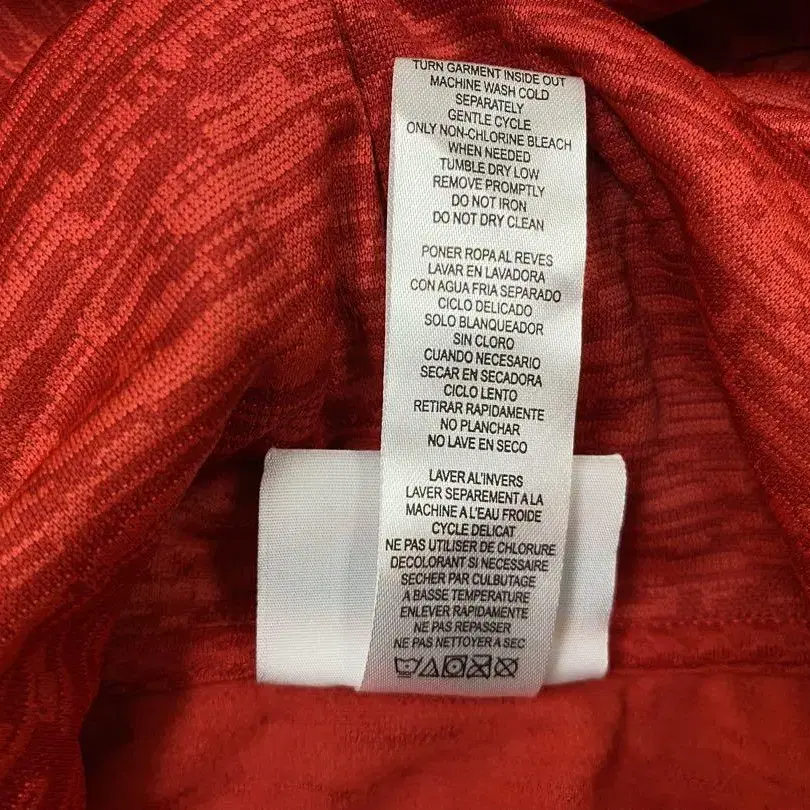 TURN GARMENT INSIDE OUT
MACHINE WASH COLD
SEPARATELY
GENTLE CYCLE
ONLY NON-CHLORINE BLEACH
WHEN NEEDED
TUMBLE DRY LOW
REMOVE PROMPTLY
DO NOT IRON
DO NOT DRY CLEAN
PONER ROPA AL REVES
LAVAR EN LAVADORA
CON AGUA FRIA SEPARADO
CICLO DELICADO
SOLO BLANQUEADOR
SIN CLORO
CUANDO NECESARIO
SECAR EN SECADORA
CICLO LENTO
RETIRAR RAPIDAMENTE
NO PLANCHAR
NO LAVE EN SECO
LAVER AL'INVERS
LAVER SEPAREMENT A LA
MACHINE A L'EAU FROIDE
CYCLE DELICAT
NE PAS UTILISER DE CHLORURE
DECOLORANT SI NECESSAIRE
SECHER PAR CULBUTAGE
A BASSE TEMPERATURE
ENLEVER RAPIDAMENTE
NE PAS REPASSER
NE PAS NETTOYER A SEC